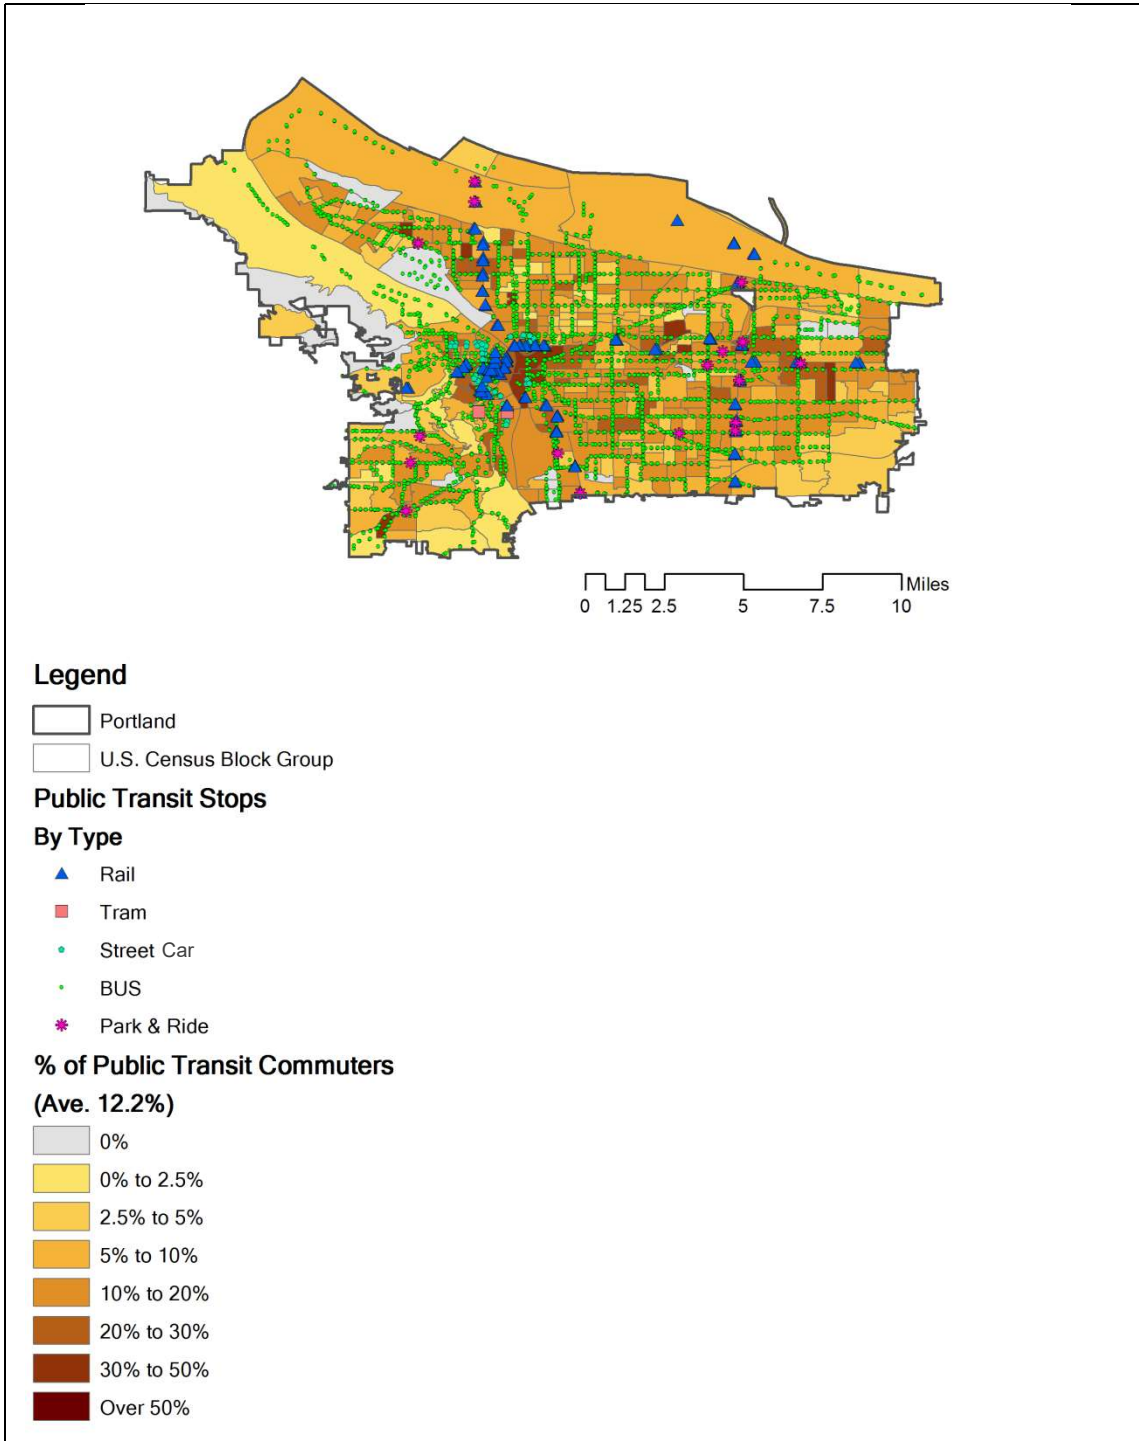 Miles
0 1.25 2.5 5 7.5 10
Legend
Portland
U.S. Census Block Group
Public Transit Stops
By Type
Rail
Tram
Street Car
BUS
Park & Ride
% of Public Transit Commuters
(Ave. 12.2%)
0%
0% to 2.5%
2.5% to 5%
5% to 10%
10% to 20%
20% to 30%
30% to 50%
Over 50%